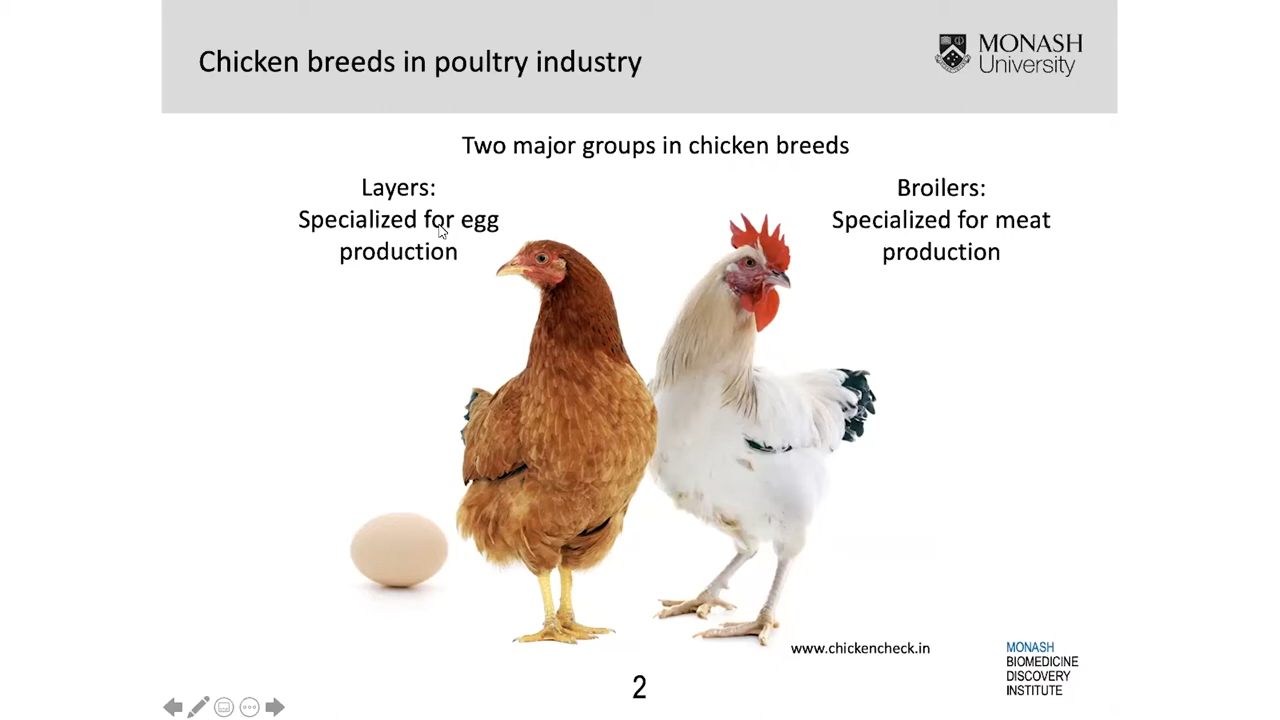 Chicken breeds in poultry industry
MONASH
University
Two major groups in chicken breeds
Layers:
Specialized for egg
production
Broilers:
Specialized for meat
production
www.chickencheck.in
MONASH
BIOMEDICINE
DISCOVERY
INSTITUTE
2